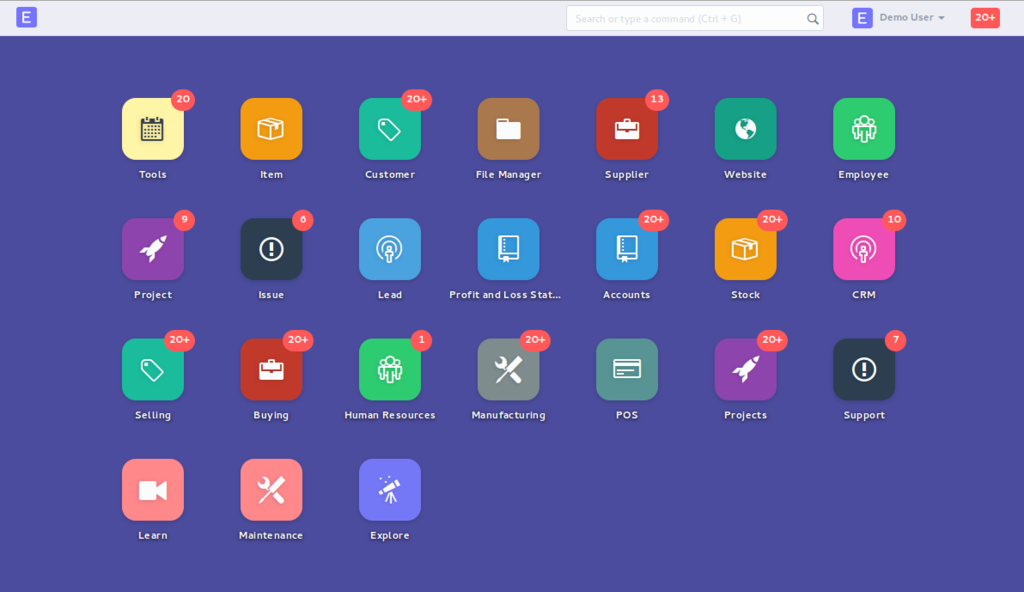 E
Search or type a command (Ctrl + G)
E Demo User
20+
20
20+
13
Tools
Item
Customer
File Manager
Supplier
Website
Employee
9
6
20+
20+
10
Project
Issue
Lead
Profit and Loss Stat...
Accounts
Stock
CRM
20+
20+
1
20+
20+
7
Selling
Buying
Human Resources
Manufacturing
POS
Projects
Support
Learn
Maintenance
Explore